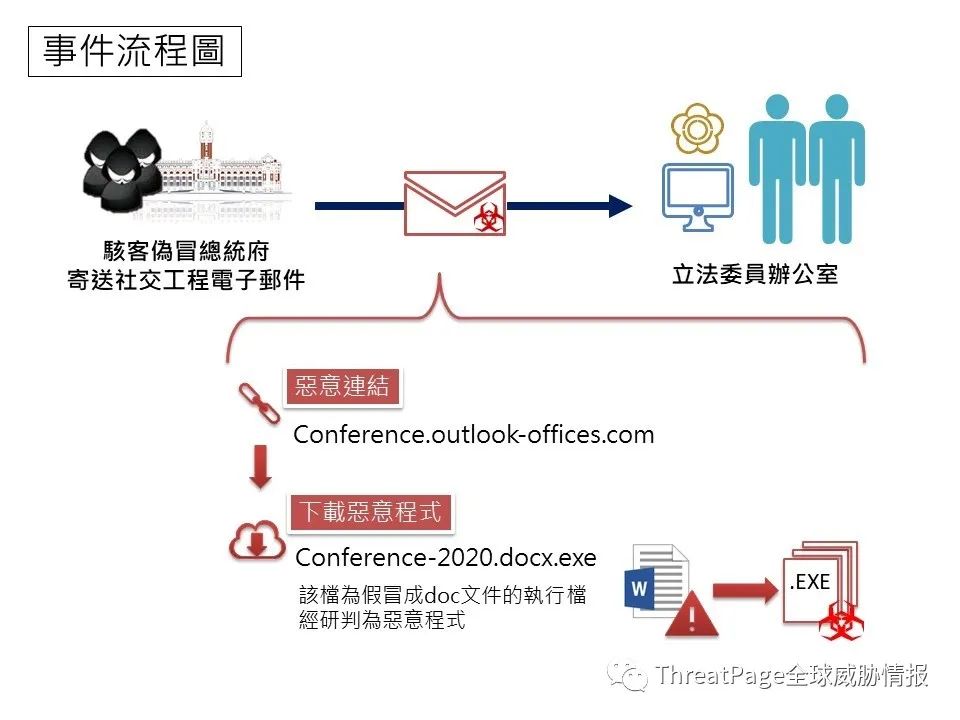 事件流程圖
駭客偽冒總統府
寄送社交工程電子郵件
立法委員辦公室
惡意連結
Conference.outlook-offices.com
下載惡意程式
Conference-2020.docx.exe
該檔為假冒成doc文件的執行檔
經研判為惡意程式
W
.EXE
ThreatPage全球威胁情报